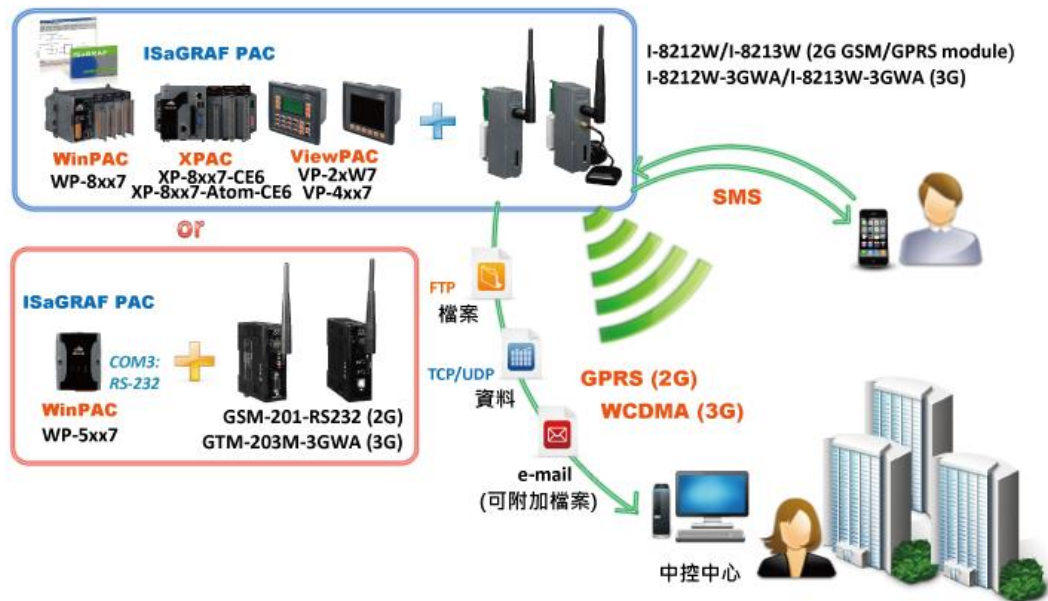 ISaGRAF PAC
WinPAC
WP-8xx7
XPAC
XP-8xx7-CE6
XP-8xx7-Atom-CE6
ViewPAC
VP-2xW7
VP-4xx7
I-8212W/I-8213W (2G GSM/GPRS module)
I-8212W-3GWA/I-8213W-3GWA (3G)
SMS
or
ISaGRAF PAC
COM3:
RS-232
WinPAC
WP-5xx7
GSM-201-RS232 (2G)
GTM-203M-3GWA (3G)
FTP
檔案
TCP/UDP
資料
e-mail
(可附加檔案)
GPRS (2G)
WCDMA (3G)
中控中心